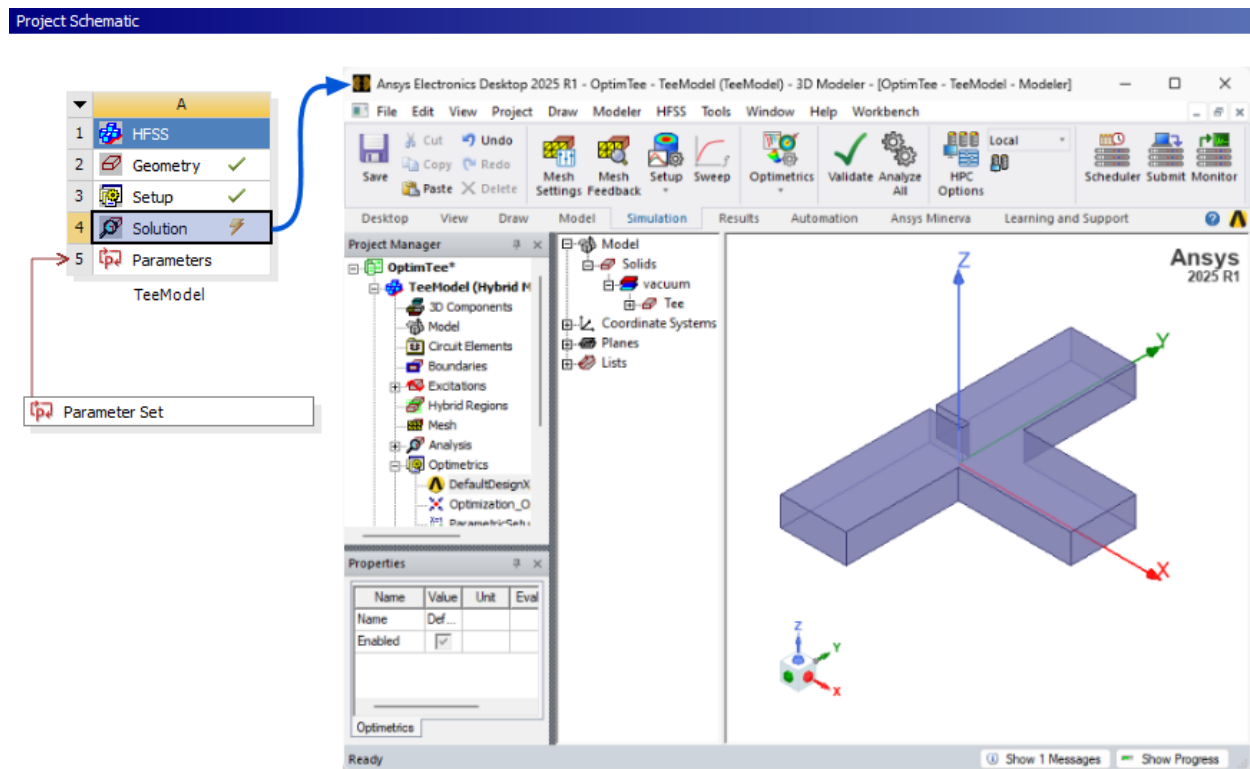 Project Schematic
A
1 HFSS
2 Geometry
3 Setup
4 Solution
5 Parameters
TeeModel
Parameter Set
Ansys Electronics Desktop 2025 R1 - OptimTee - TeeModel (TeeModel) - 3D Modeler - [OptimTee - TeeModel - Modeler]
File Edit View Project Draw Modeler HFSS Tools Window Help Workbench
Save
Cut
Copy
Paste
Undo
Redo
Delete
Mesh Settings
Mesh Feedback
Setup
Sweep
Optimetrics
Validate
Analyze All
HPC Options
Local
Scheduler
Submit
Monitor
Desktop View Draw Model Simulation Results Automation Ansys Minerva Learning and Support
Project Manager
OptimTee*
TeeModel (Hybrid M
3D Components
Model
Circuit Elements
Boundaries
Excitations
Hybrid Regions
Mesh
Analysis
Optimetrics
DefaultDesignX
Optimization_O
ParametricSetu
Properties
Name Value Unit Eval
Name Def...
Enabled
Optimetrics
Model
Solids
vacuum
Tee
Coordinate Systems
Planes
Lists
Ansys
2025 R1
Z
Y
X
Z
Y
X
Ready
Show 1 Messages
Show Progress